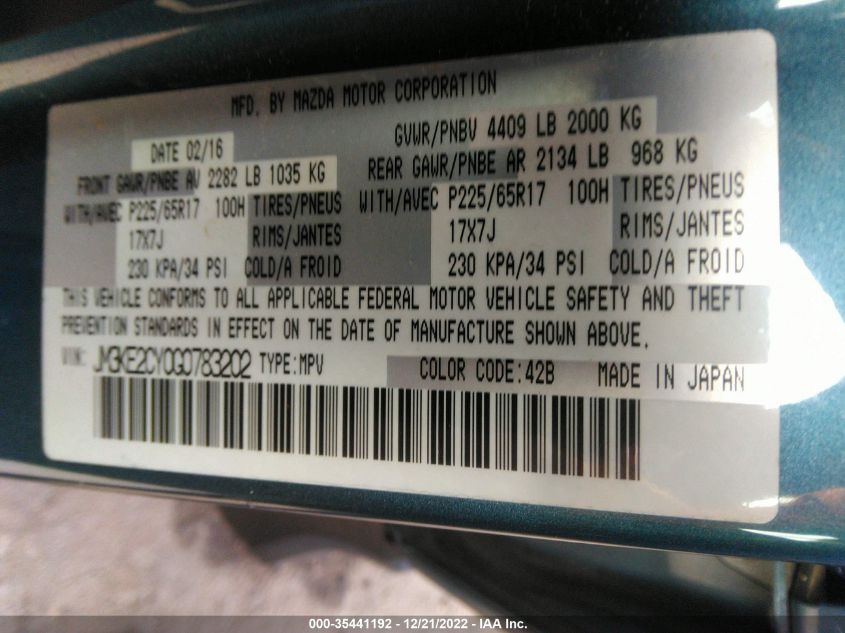 MFD. BY MAZDA MOTOR CORPORATION
DATE 02/16 GVWR/PNBV 4409 LB 2000 KG
FRONT GAWR/PNBE AV 2282 LB 1035 KG REAR GAWR/PNBE AR 2134 LB 968 KG
WITH/AVEC P225/65R17 100H TIRES/PNEUS WITH/AVEC P225/65R17 100H TIRES/PNEUS
17X7J RIMS/JANTES 17X7J RIMS/JANTES
230 KPA/34 PSI COLD/A FROID 230 KPA/34 PSI COLD/A FROID
THIS VEHICLE CONFORMS TO ALL APPLICABLE FEDERAL MOTOR VEHICLE SAFETY AND THEFT
PREVENTION STANDARDS IN EFFECT ON THE DATE OF MANUFACTURE SHOWN ABOVE.
VIN: JM3KE2CY0G0783202 TYPE:MPV COLOR CODE:42B MADE IN JAPAN
000-35441192 - 12/21/2022 - IAA Inc.